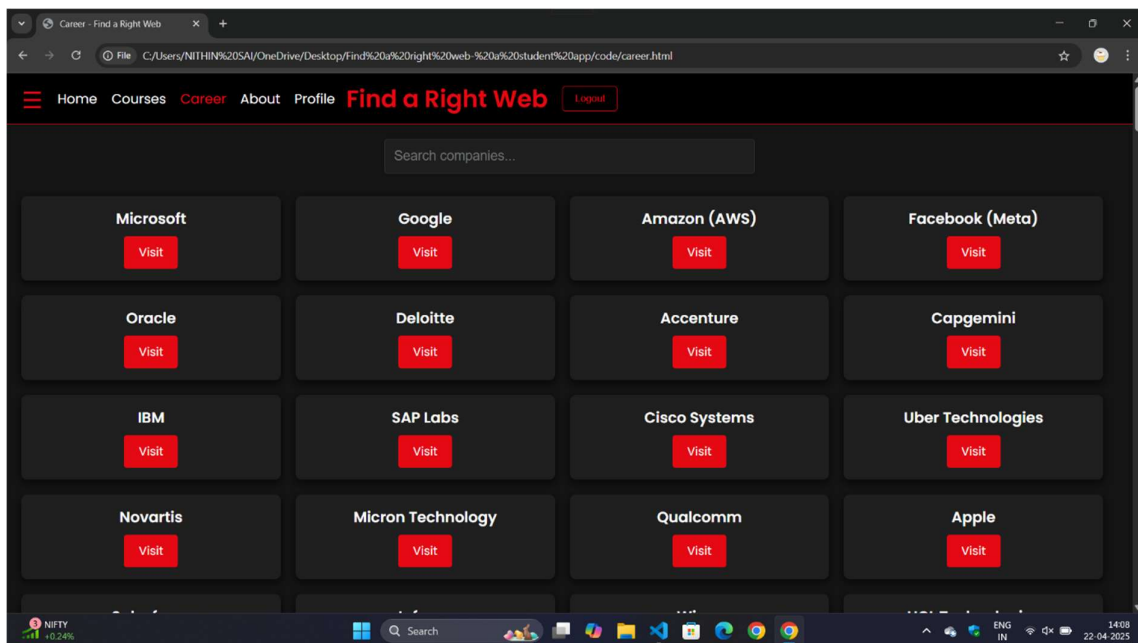 Career - Find a Right Web
File C:/Users/NITHIN%20SAI/OneDrive/Desktop/Find%20a%20right%20web-%20a%20student%20app/code/career.html
Home Courses Career About Profile Find a Right Web Logout
Search companies...
Microsoft Google Amazon (AWS) Facebook (Meta)
Visit Visit Visit Visit
Oracle Deloitte Accenture Capgemini
Visit Visit Visit Visit
IBM SAP Labs Cisco Systems Uber Technologies
Visit Visit Visit Visit
Novartis Micron Technology Qualcomm Apple
Visit Visit Visit Visit
3 NIFTY
+0.24%
Search
ENG
IN
14:08
22-04-2025